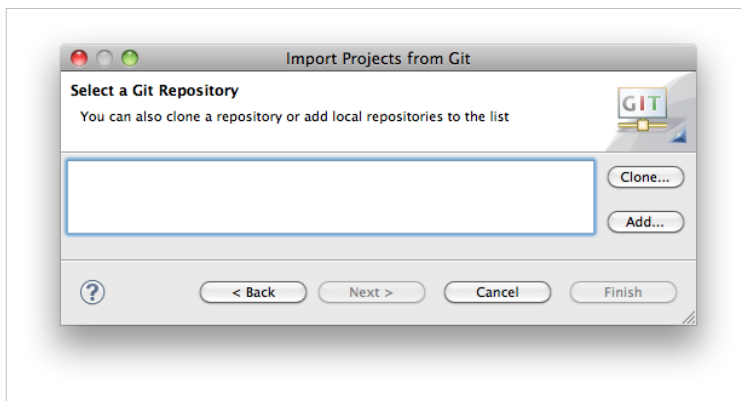 Import Projects from Git
Select a Git Repository
You can also clone a repository or add local repositories to the list
GIT
Clone...
Add...
?
< Back
Next >
Cancel
Finish